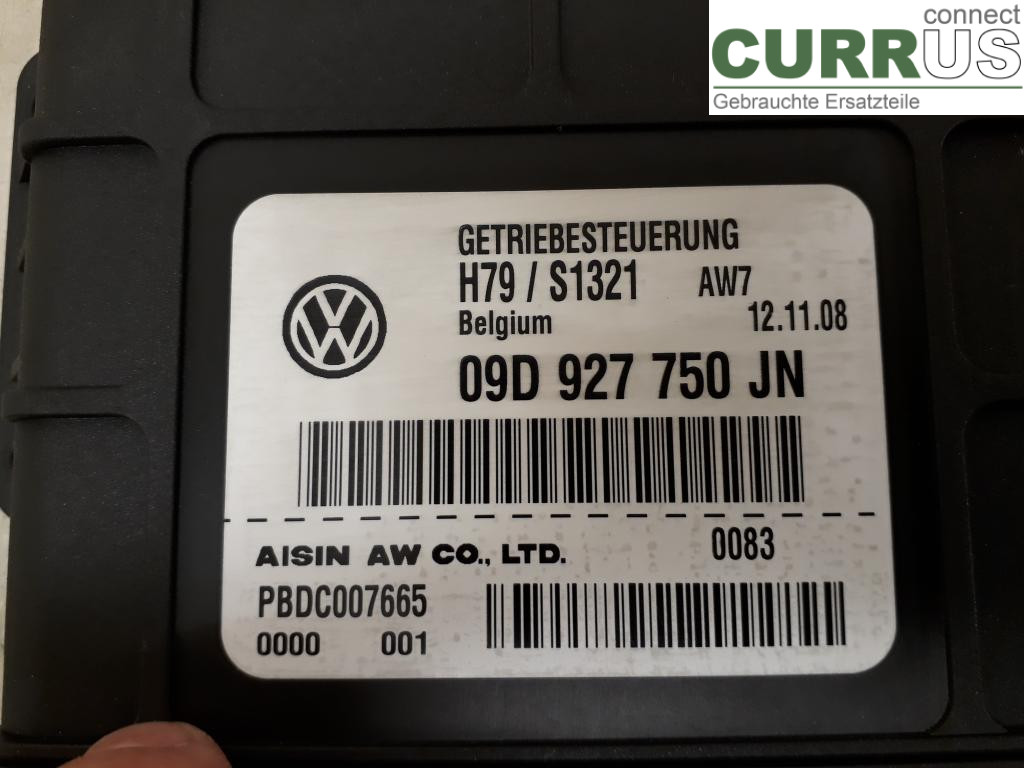 connect
CURRUS
Gebrauchte Ersatzteile
GETRIEBESTEUERUNG
H79 / S1321 AW7
Belgium 12.11.08
09D 927 750 JN
AISIN AW CO., LTD. 0083
PBDC007665
0000 001